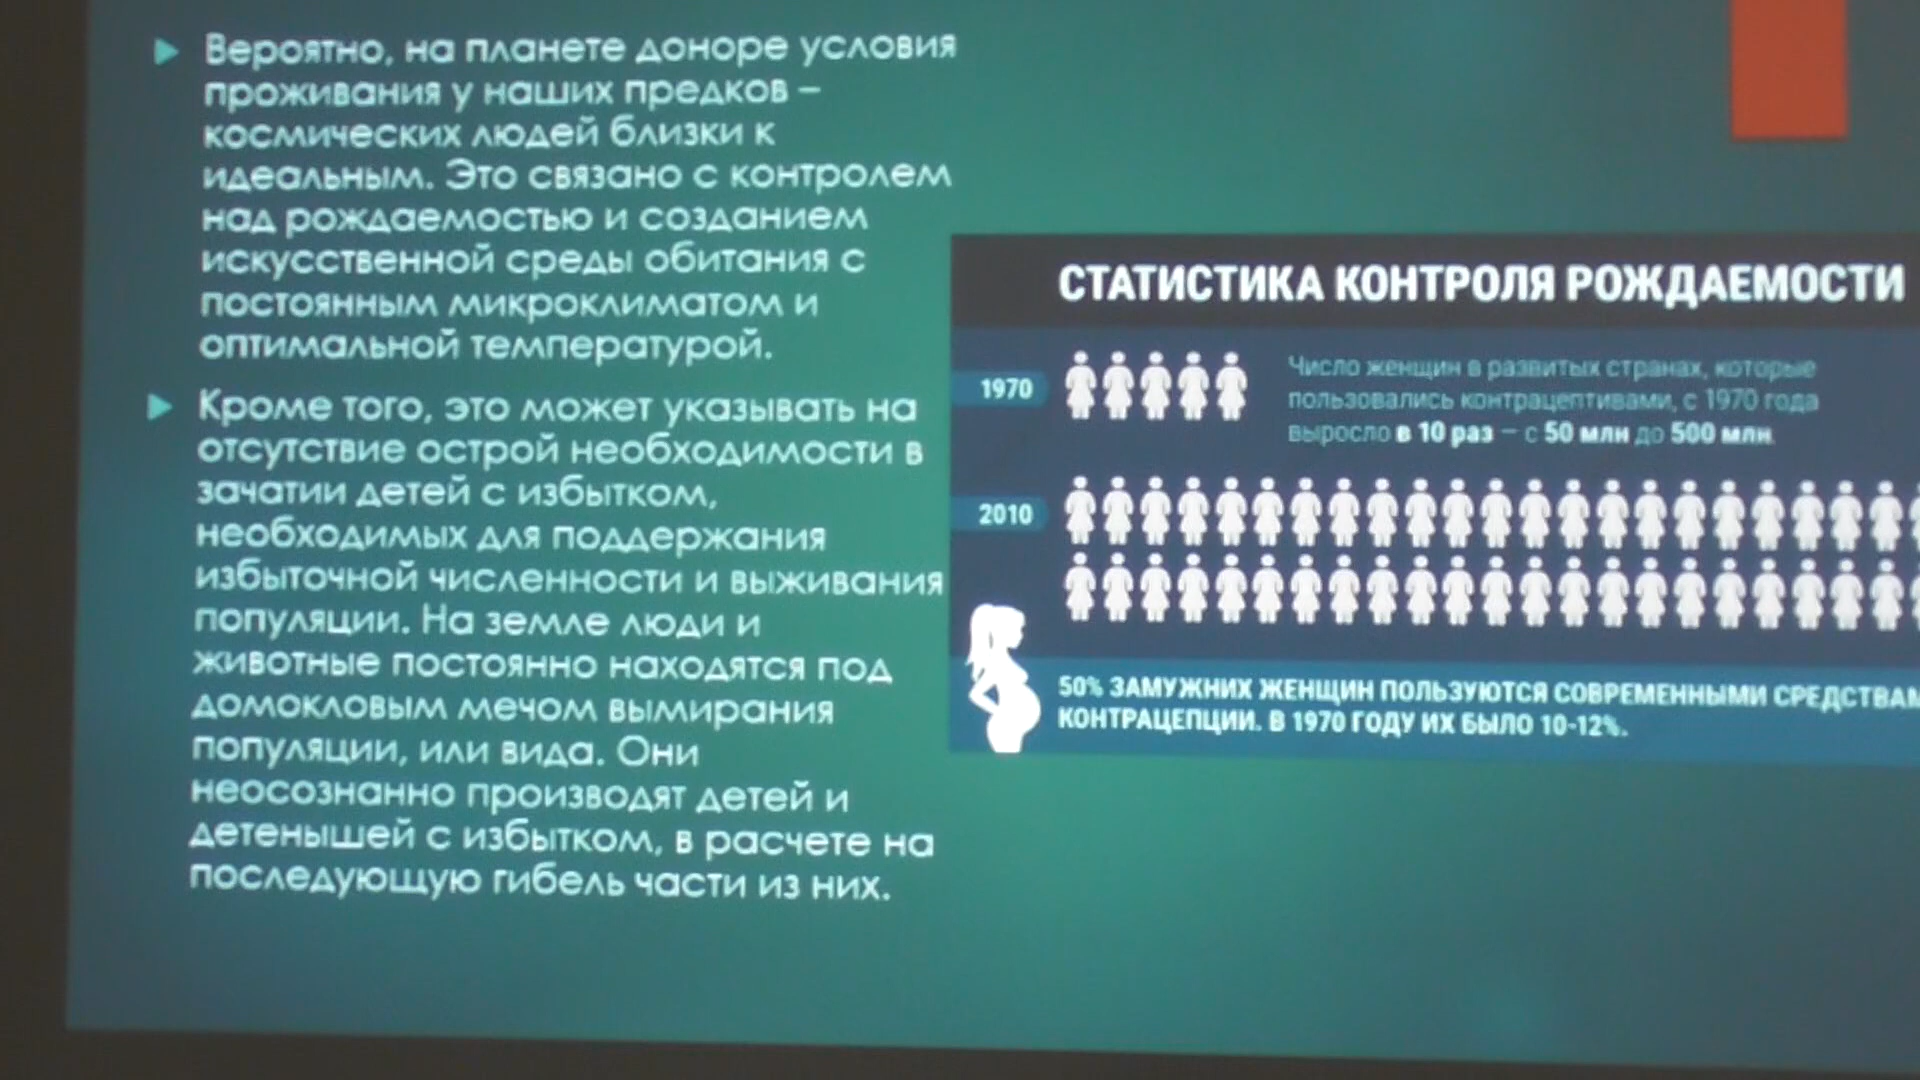 Вероятно, на планете доноре условия
проживания у наших предков –
космических людей близки к
идеальным. Это связано с контролем
над рождаемостью и созданием
искусственной среды обитания с
постоянным микроклиматом и
оптимальной температурой.
Кроме того, это может указывать на
отсутствие острой необходимости в
зачатии детей с избытком,
необходимых для поддержания
избыточной численности и выживания
популяции. На земле люди и
животные постоянно находятся под
домокловым мечом вымирания
популяции, или вида. Они
неосознанно производят детей и
детенышей с избытком, в расчете на
последующую гибель части из них.
СТАТИСТИКА КОНТРОЛЯ РОЖДАЕМОСТИ
1970
Число женщин в развитых странах, которые
пользовались контрацептивами, с 1970 года
выросло в 10 раз – с 50 млн до 500 млн.
2010
50% ЗАМУЖНИХ ЖЕНЩИН ПОЛЬЗУЮТСЯ СОВРЕМЕННЫМИ СРЕДСТВАМ
КОНТРАЦЕПЦИИ. В 1970 ГОДУ ИХ БЫЛО 10-12%.